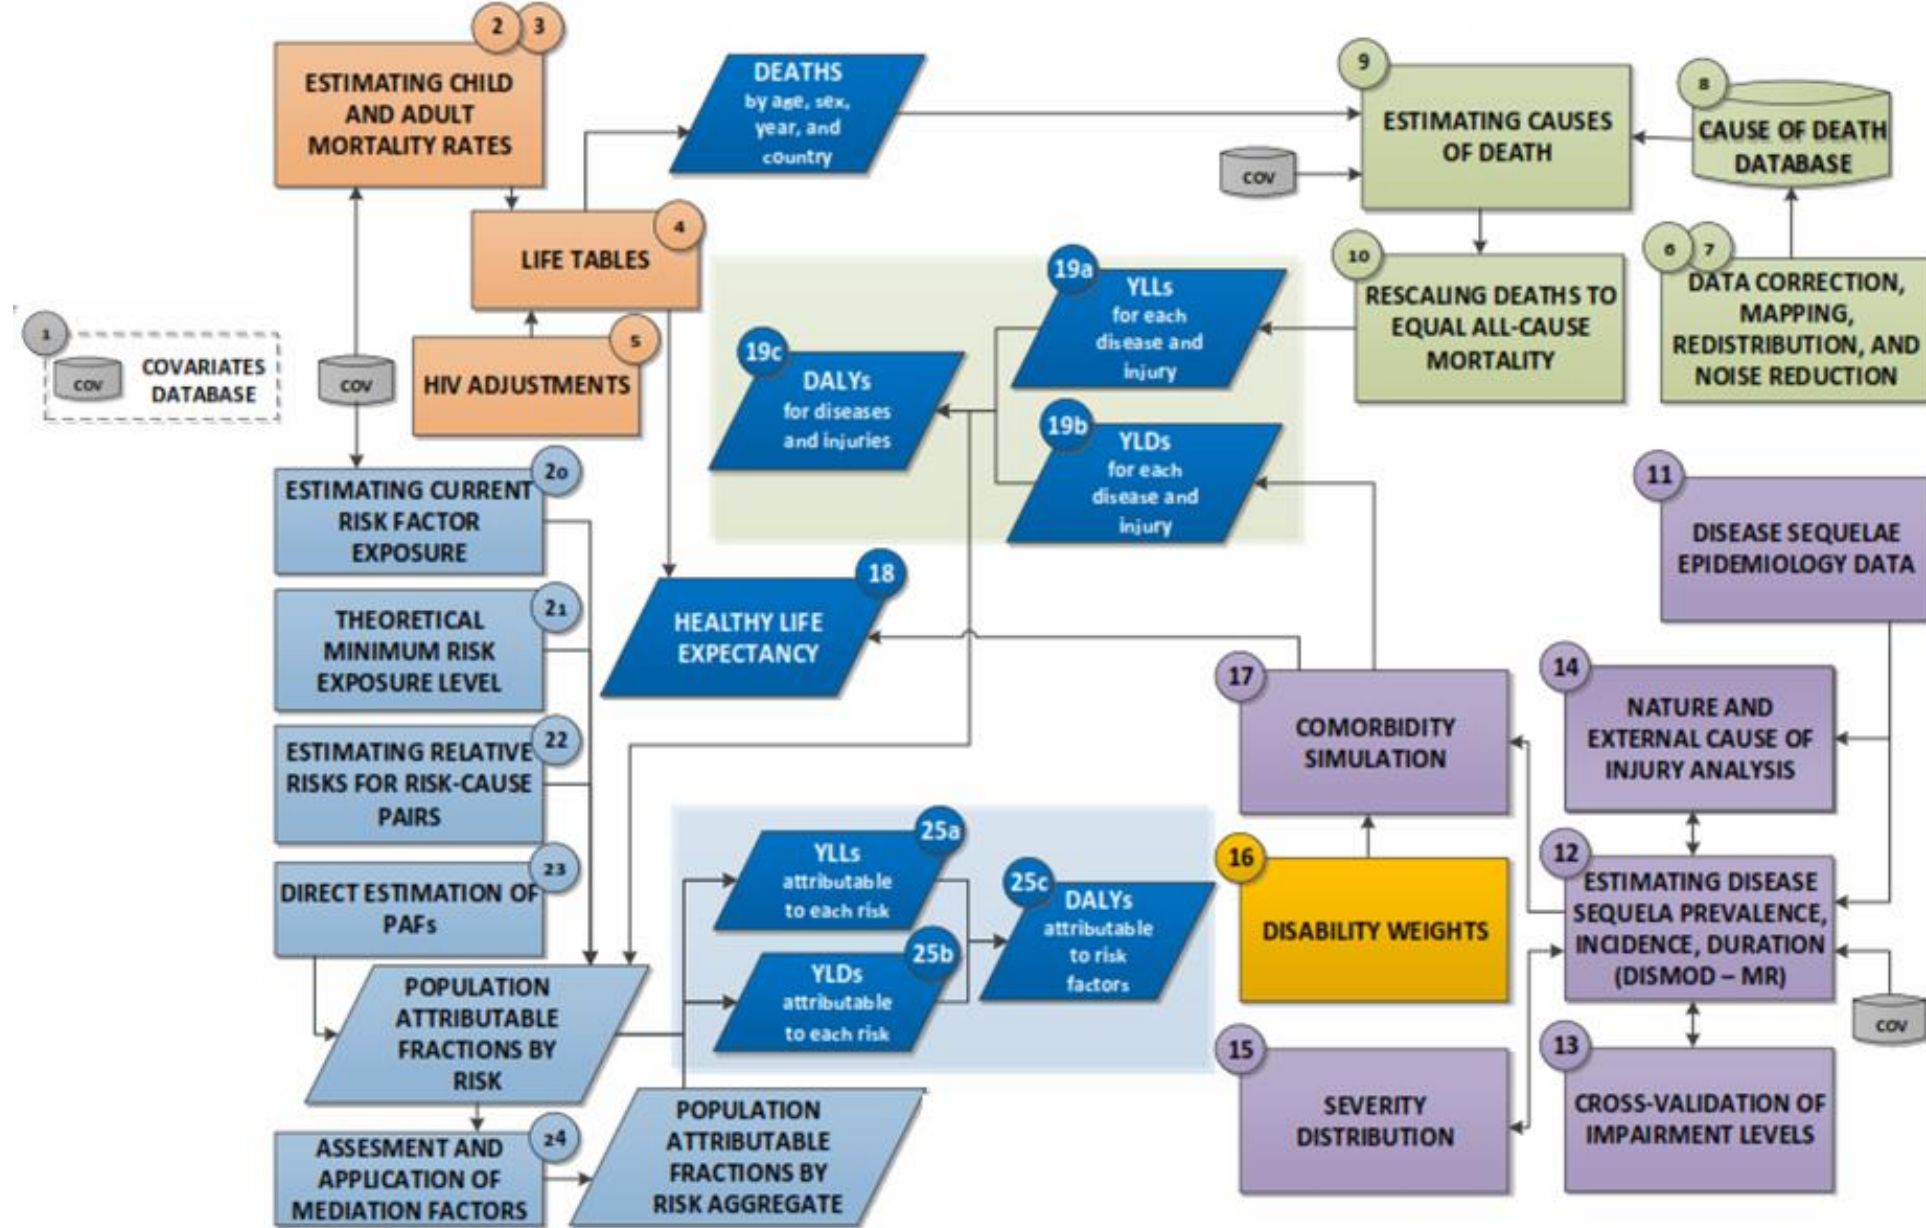 2
3
ESTIMATING CHILD
AND ADULT
MORTALITY RATES
DEATHS
by age, sex,
year, and
country
9
ESTIMATING CAUSES
OF DEATH
8
CAUSE OF DEATH
DATABASE
COV
4
LIFE TABLES
10
RESCALING DEATHS TO
EQUAL ALL-CAUSE
MORTALITY
6
7
DATA CORRECTION,
MAPPING,
REDISTRIBUTION, AND
NOISE REDUCTION
19a
YLLs
for each
disease and
injury
1
COV
COVARIATES
DATABASE
COV
5
HIV ADJUSTMENTS
19c
DALYs
for diseases
and injuries
19b
YLDs
for each
disease and
injury
20
ESTIMATING CURRENT
RISK FACTOR
EXPOSURE
11
DISEASE SEQUELAE
EPIDEMIOLOGY DATA
18
HEALTHY LIFE
EXPECTANCY
21
THEORETICAL
MINIMUM RISK
EXPOSURE LEVEL
17
COMORBIDITY
SIMULATION
14
NATURE AND
EXTERNAL CAUSE OF
INJURY ANALYSIS
22
ESTIMATING RELATIVE
RISKS FOR RISK-CAUSE
PAIRS
25a
YLLs
attributable
to each risk
25c
DALYs
attributable
to risk
factors
16
DISABILITY WEIGHTS
12
ESTIMATING DISEASE
SEQUELA PREVALENCE,
INCIDENCE, DURATION
(DISMOD – MR)
23
DIRECT ESTIMATION OF
PAFs
25b
YLDs
attributable
to each risk
COV
POPULATION
ATTRIBUTABLE
FRACTIONS BY
RISK
15
SEVERITY
DISTRIBUTION
13
CROSS-VALIDATION OF
IMPAIRMENT LEVELS
24
ASSESMENT AND
APPLICATION OF
MEDIATION FACTORS
POPULATION
ATTRIBUTABLE
FRACTIONS BY
RISK AGGREGATE